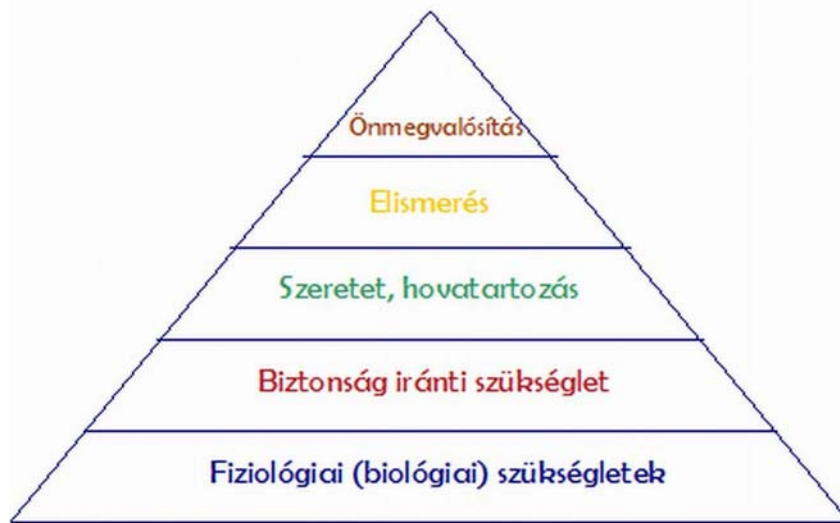 Önmegvalósítás
Elismerés
Szeretet, hovatartozás
Biztonság iránti szükséglet
Fiziológiai (biológiai) szükségletek